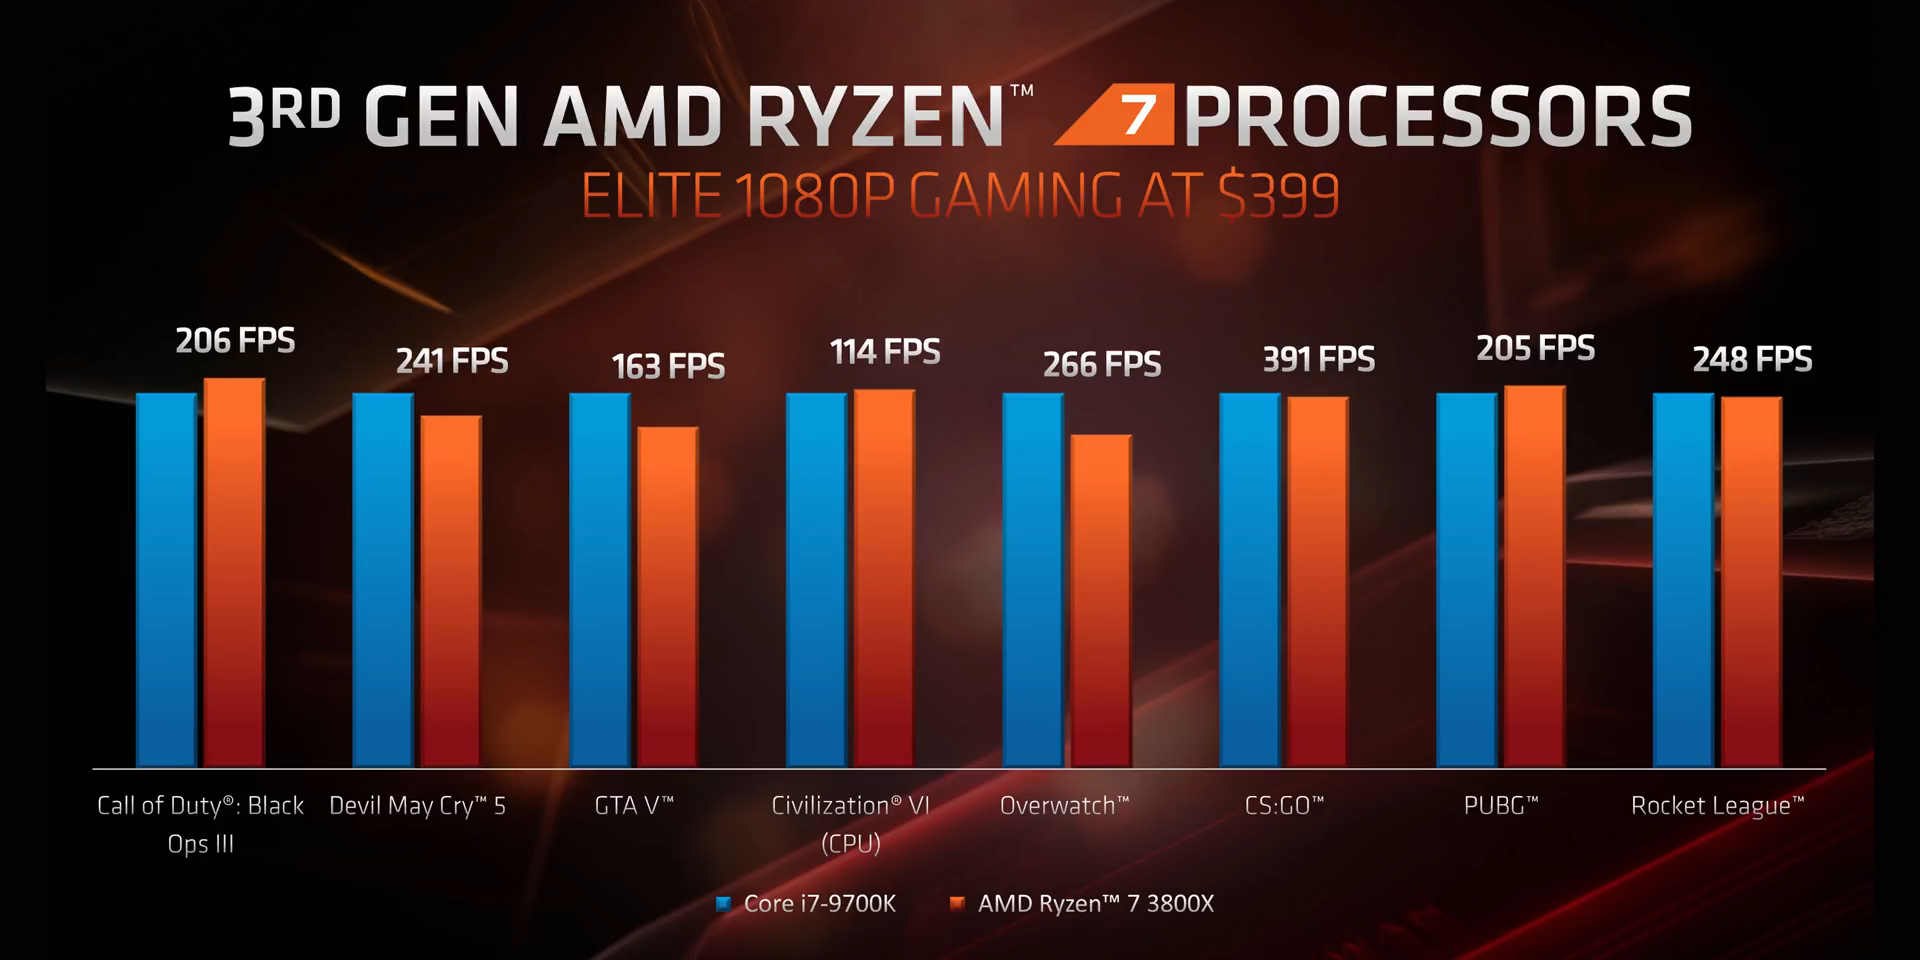 3RD GEN AMD RYZEN™ 7 PROCESSORS
ELITE 1080P GAMING AT $399
206 FPS
241 FPS
163 FPS
114 FPS
266 FPS
391 FPS
205 FPS
248 FPS
Call of Duty®: Black
Ops III
Devil May Cry™ 5
GTA V™
Civilization® VI
(CPU)
Overwatch™
CS:GO™
PUBG™
Rocket League™
Core i7-9700K
AMD Ryzen™ 7 3800X